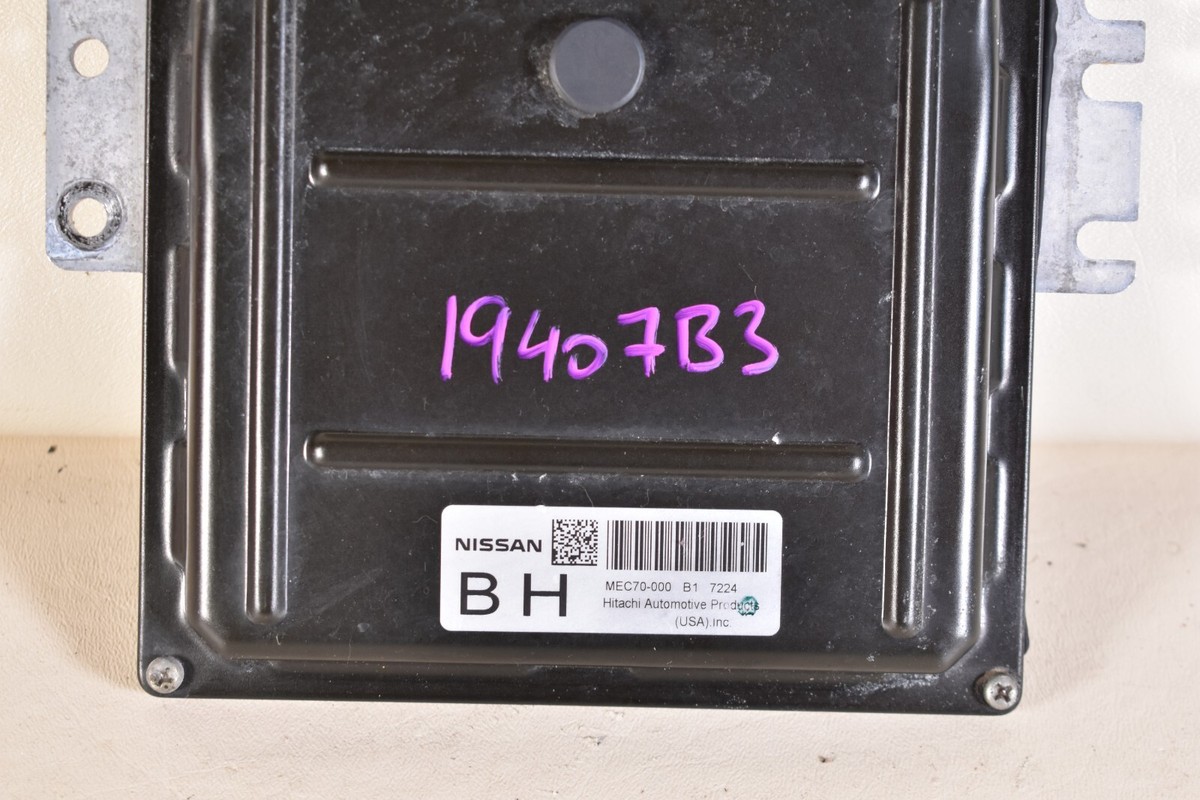 19407B3
NISSAN
BH
MEC70-000 B1 7224
Hitachi Automotive Products
(USA).inc.